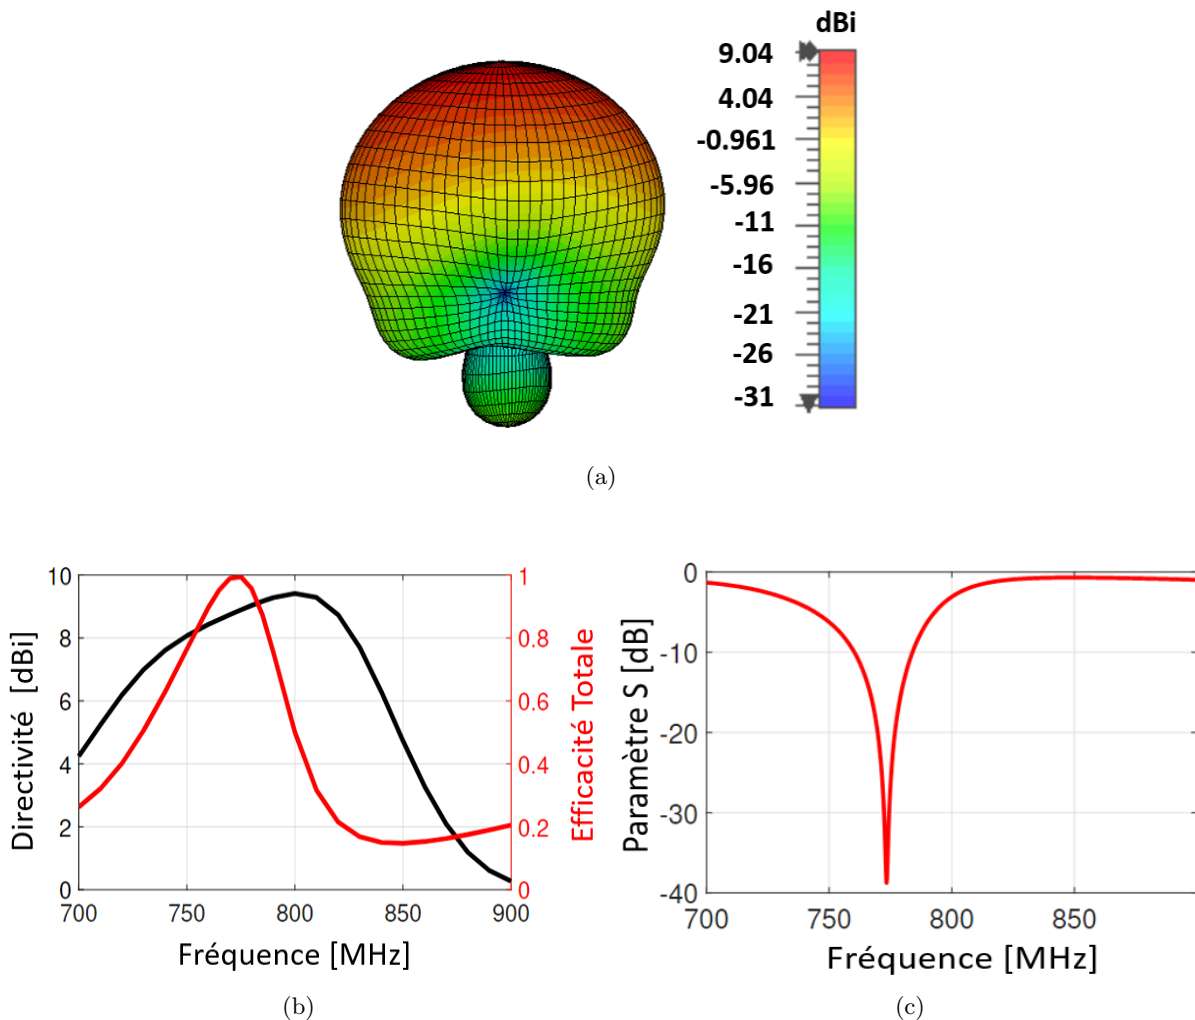 dBi
9.04
4.04
-0.961
-5.96
-11
-16
-21
-26
-31
(a)
Directivité [dBi]
10
8
6
4
2
0
700 750 800 850 900
Fréquence [MHz]
1
0.8
0.6
0.4
0.2
0
Efficacité Totale
(b)
Paramètre S [dB]
0
-10
-20
-30
-40
700 750 800 850
Fréquence [MHz]
(c)